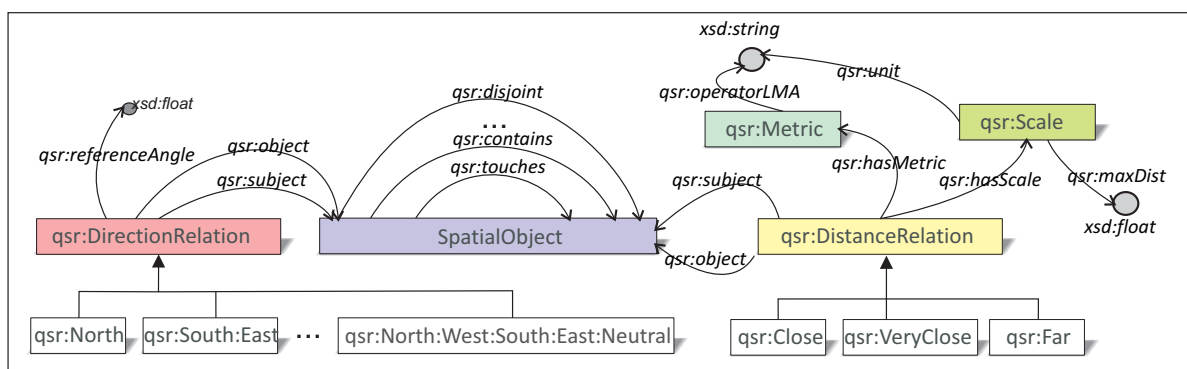 xsd:string
qsr:unit
qsr:disjoint
qsr:operatorLMA
xsd:float
...
qsr:Metric
qsr:Scale
qsr:object
qsr:contains
qsr:referenceAngle
qsr:hasMetric
qsr:subject
qsr:touches
qsr:subject
qsr:hasScale
qsr:maxDist
xsd:float
qsr:DirectionRelation
SpatialObject
qsr:DistanceRelation
qsr:object
qsr:North
qsr:South:East
...
qsr:North:West:South:East:Neutral
qsr:Close
qsr:VeryClose
qsr:Far